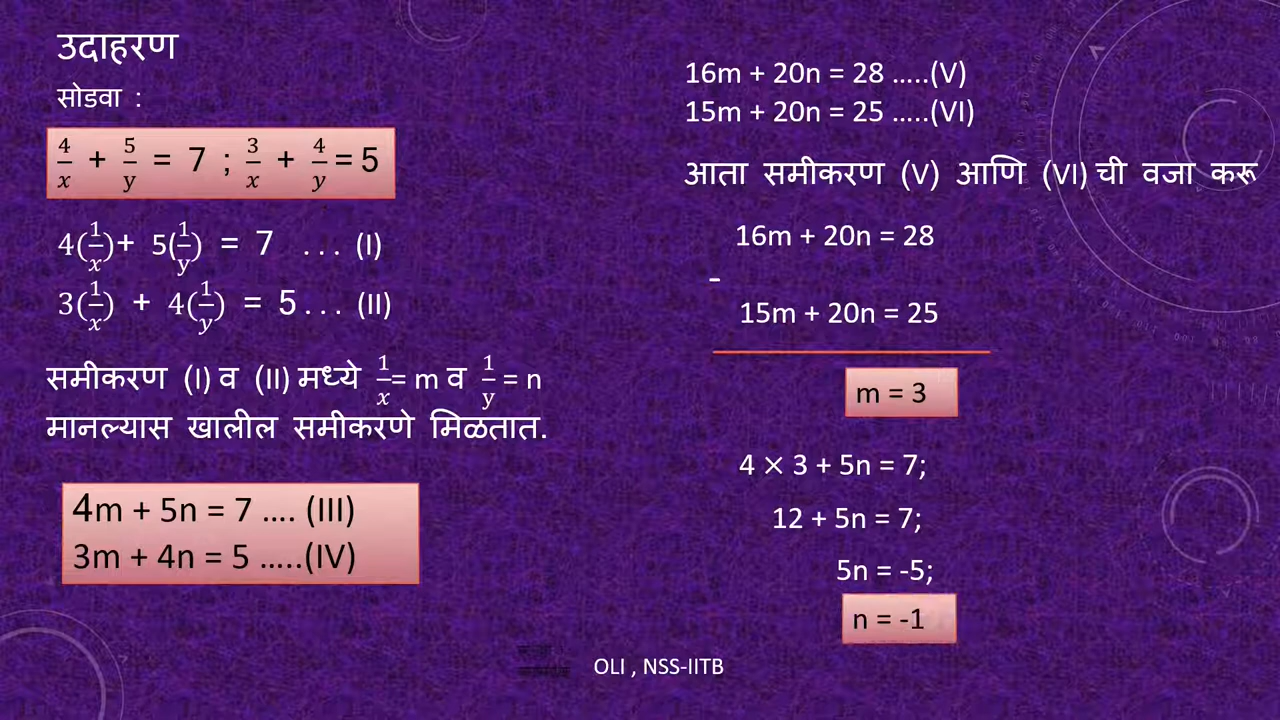 उदाहरण
सोडवा :
4/x + 5/y = 7 ; 3/x + 4/y = 5
4(1/x)+ 5(1/y) = 7 ... (I)
3(1/x) + 4(1/y) = 5... (II)
समीकरण (I) व (II) मध्ये 1/x= m व 1/y = n
मानल्यास खालील समीकरणे मिळतात.
4m + 5n = 7 .... (III)
3m + 4n = 5 .....(IV)
16m + 20n = 28 .....(V)
15m + 20n = 25 .....(VI)
आता समीकरण (V) आणि (VI) ची वजा करू
16m + 20n = 28
-
15m + 20n = 25
m = 3
4 × 3 + 5n = 7;
12 + 5n = 7;
5n = -5;
n = -1
OLI , NSS-IITB